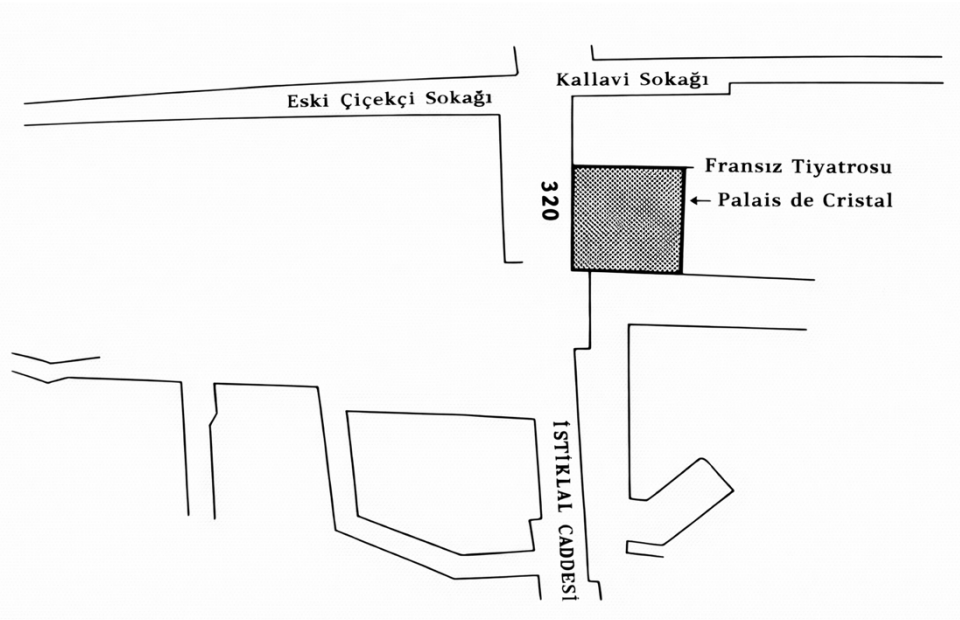 Kallavi Sokağı
Eski Çiçekçi Sokağı
Fransız Tiyatrosu
320
← Palais de Cristal
İSTİKLAL CADDESİ